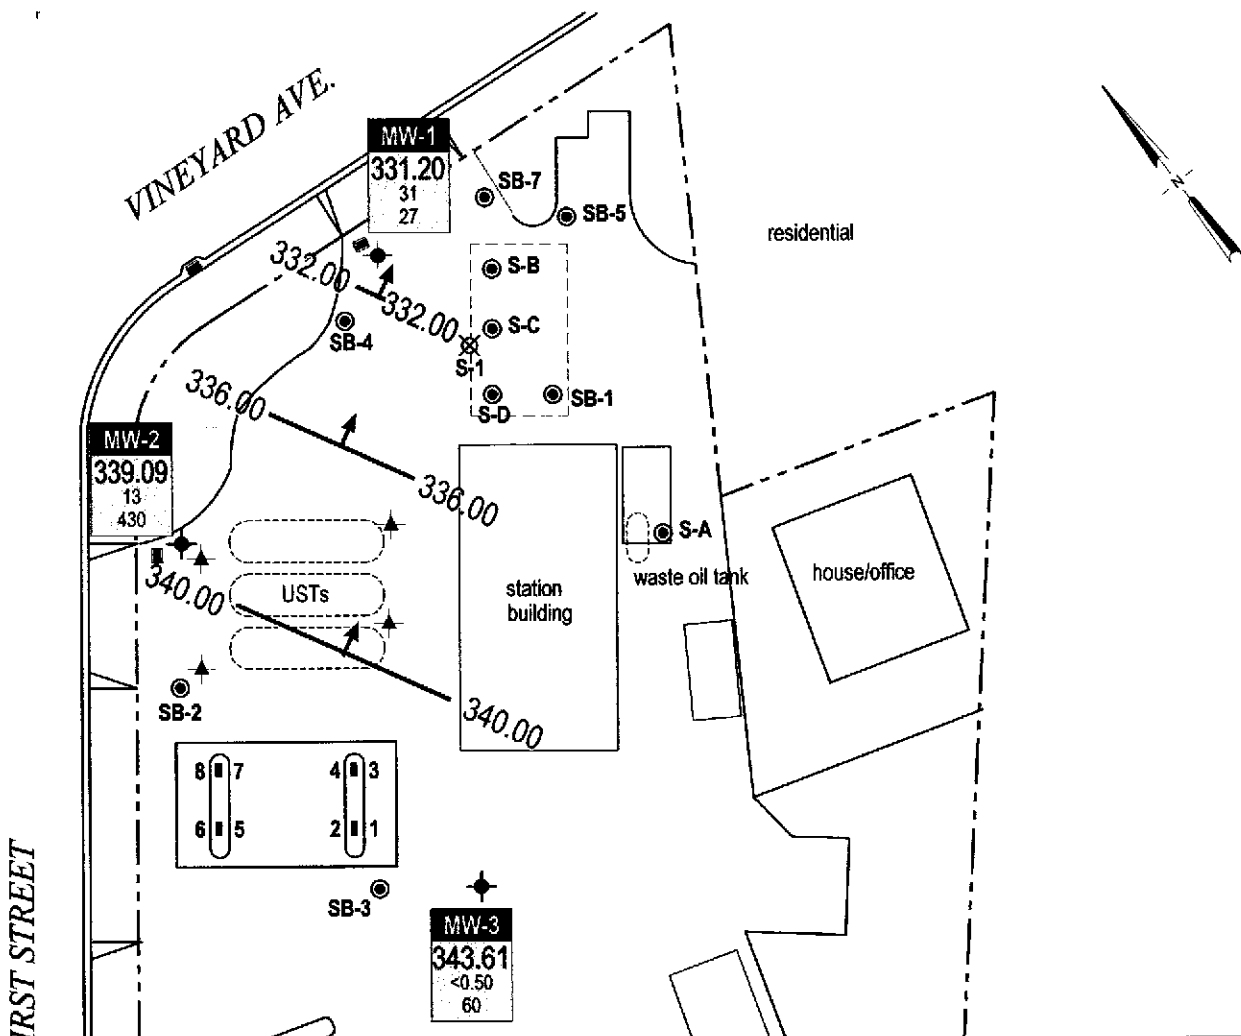 VINEYARD AVE.
MW-1
331.20
31
27
SB-7
SB-5
residential
N
S-B
332.00
332.00
S-C
SB-4
S-1
336.00
S-D
SB-1
MW-2
339.09
13
430
336.00
S-A
340.00
USTs
station
building
waste oil tank
house/office
SB-2
340.00
8 7
4 3
6 5
2 1
SB-3
MW-3
343.61
<0.50
60
IRST STREET